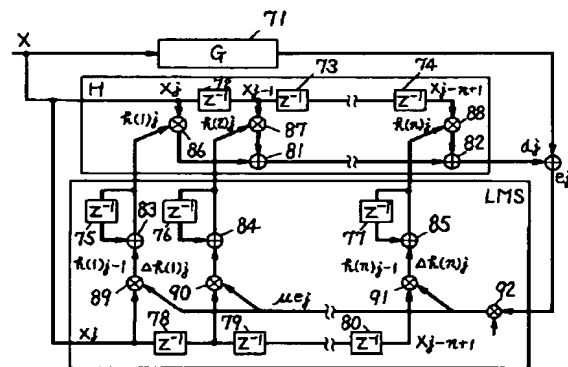 71
X
G
72
73
74
H
Xj
Z⁻¹
Xj-1
Z⁻¹
Z⁻¹
Xj-n+1
h(1)j
h(2)j
h(n)j
86
87
88
81
82
dj
ej
LMS
Z⁻¹
Z⁻¹
Z⁻¹
83
84
85
75
76
77
h(1)j-1
Δh(1)j
h(n)j-1
Δh(n)j
89
90
91
92
μej
78
79
80
Xj
Z⁻¹
Z⁻¹
Z⁻¹
Xj-n+1